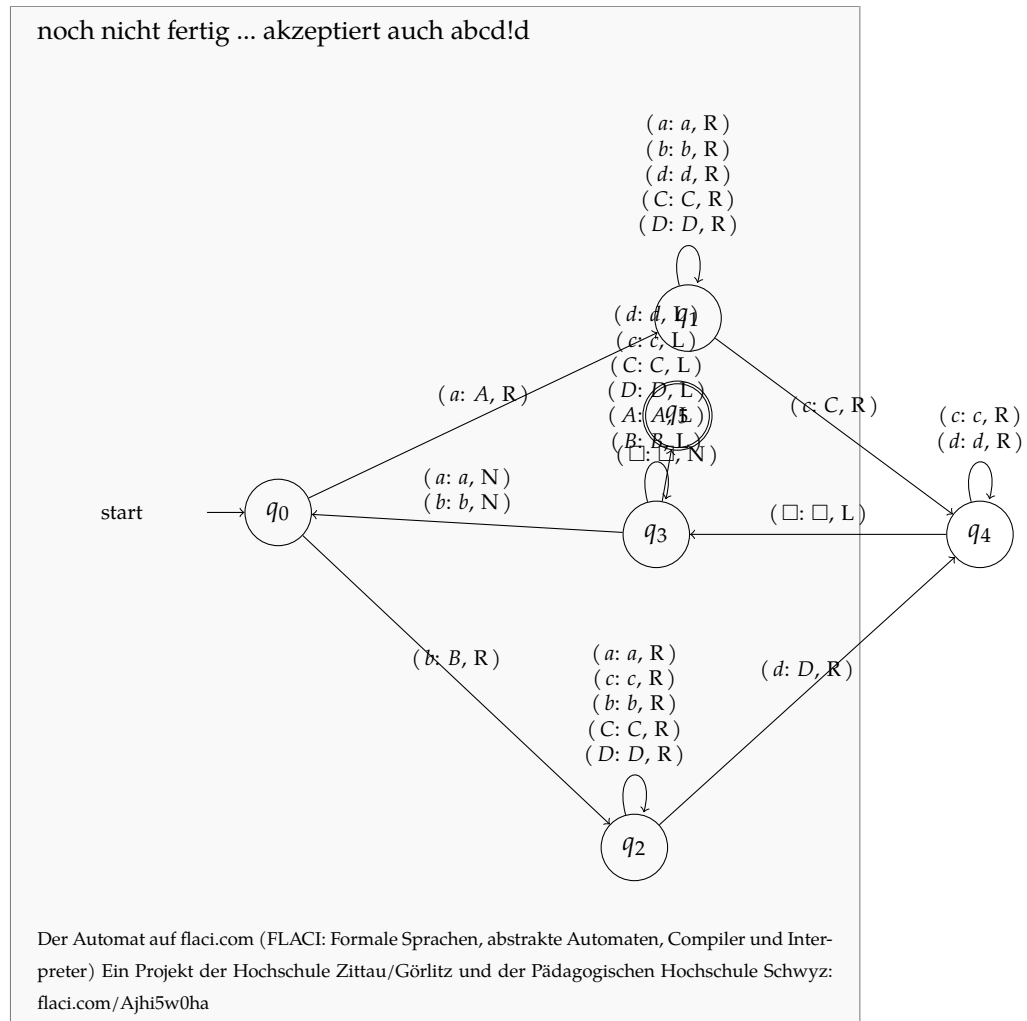 noch nicht fertig ... akzeptiert auch abcd!d
( a: a, R )
( b: b, R )
( d: d, R )
( C: C, R )
( D: D, R )
q1
( d: d, L )
( c: c, L )
( C: C, L )
( D: D, L )
( A: A, L )
( B: B, L )
q5
( □: □, N )
( a: A, R )
( c: C, R )
( c: c, R )
( d: d, R )
( a: a, N )
( b: b, N )
start
q0
q3
( □: □, L )
q4
( b: B, R )
( d: D, R )
( a: a, R )
( c: c, R )
( b: b, R )
( C: C, R )
( D: D, R )
q2
Der Automat auf flaci.com (FLACI: Formale Sprachen, abstrakte Automaten, Compiler und Inter-
preter) Ein Projekt der Hochschule Zittau/Görlitz und der Pädagogischen Hochschule Schwyz:
flaci.com/Ajhi5w0ha